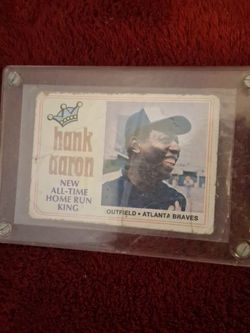 hank
aaron
NEW
ALL-TIME
HOME RUN
KING
OUTFIELD • ATLANTA BRAVES